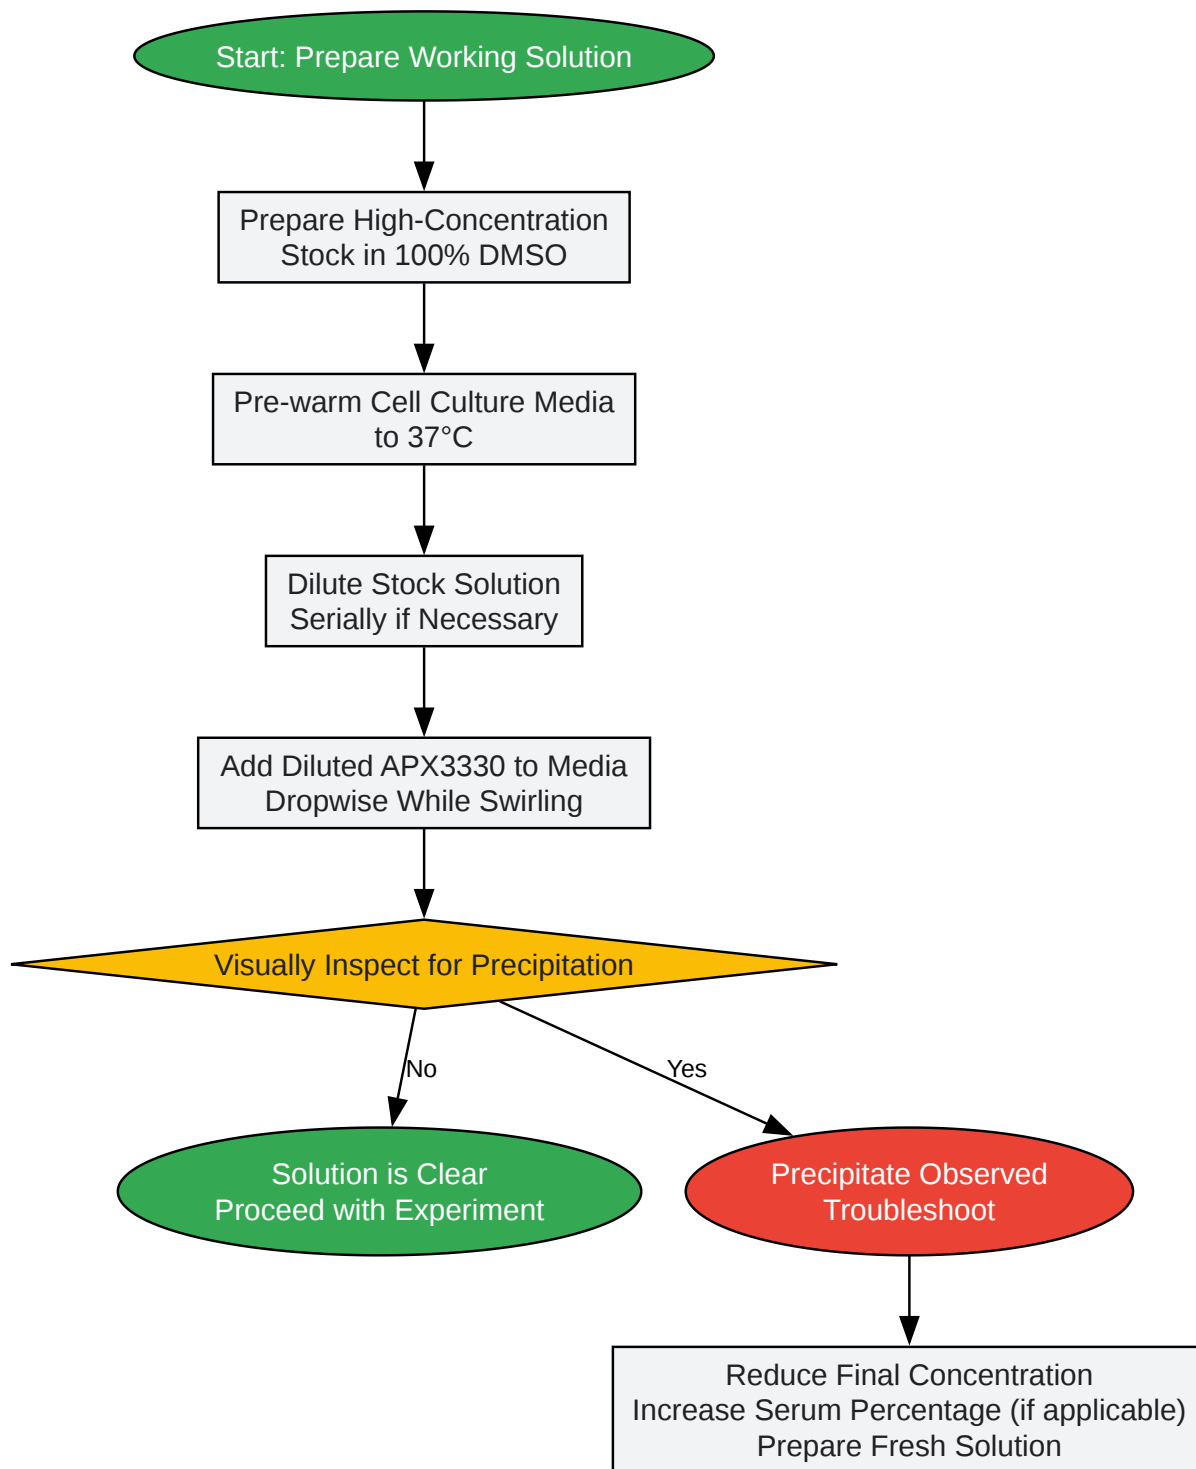 Start: Prepare Working Solution
Prepare High-Concentration
Stock in 100% DMSO
Pre-warm Cell Culture Media
to 37°C
Dilute Stock Solution
Serially if Necessary
Add Diluted APX3330 to Media
Dropwise While Swirling
Visually Inspect for Precipitation
No
Yes
Solution is Clear
Proceed with Experiment
Precipitate Observed
Troubleshoot
Reduce Final Concentration
Increase Serum Percentage (if applicable)
Prepare Fresh Solution